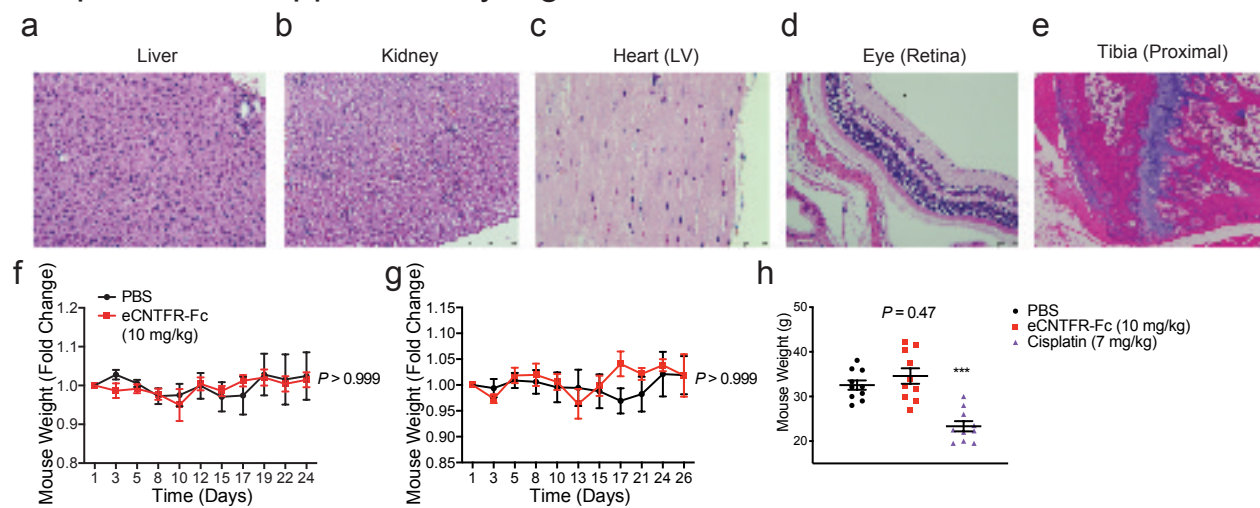 a
Liver
b
Kidney
c
Heart (LV)
d
Eye (Retina)
e
Tibia (Proximal)
f
Mouse Weight (Fold Change)
1.2
1.1
1.0
0.9
0.8
PBS
eCNTFR-Fc
(10 mg/kg)
P > 0.999
1 3 5 8 10 12 15 17 19 22 24
Time (Days)
g
Mouse Weight (Fold Change)
1.15
1.10
1.05
1.00
0.95
0.90
0.85
P > 0.999
1 3 5 8 10 13 15 17 21 24 26
Time (Days)
h
Mouse Weight (g)
50
40
30
20
P = 0.47
***
PBS
eCNTFR-Fc (10 mg/kg)
Cisplatin (7 mg/kg)